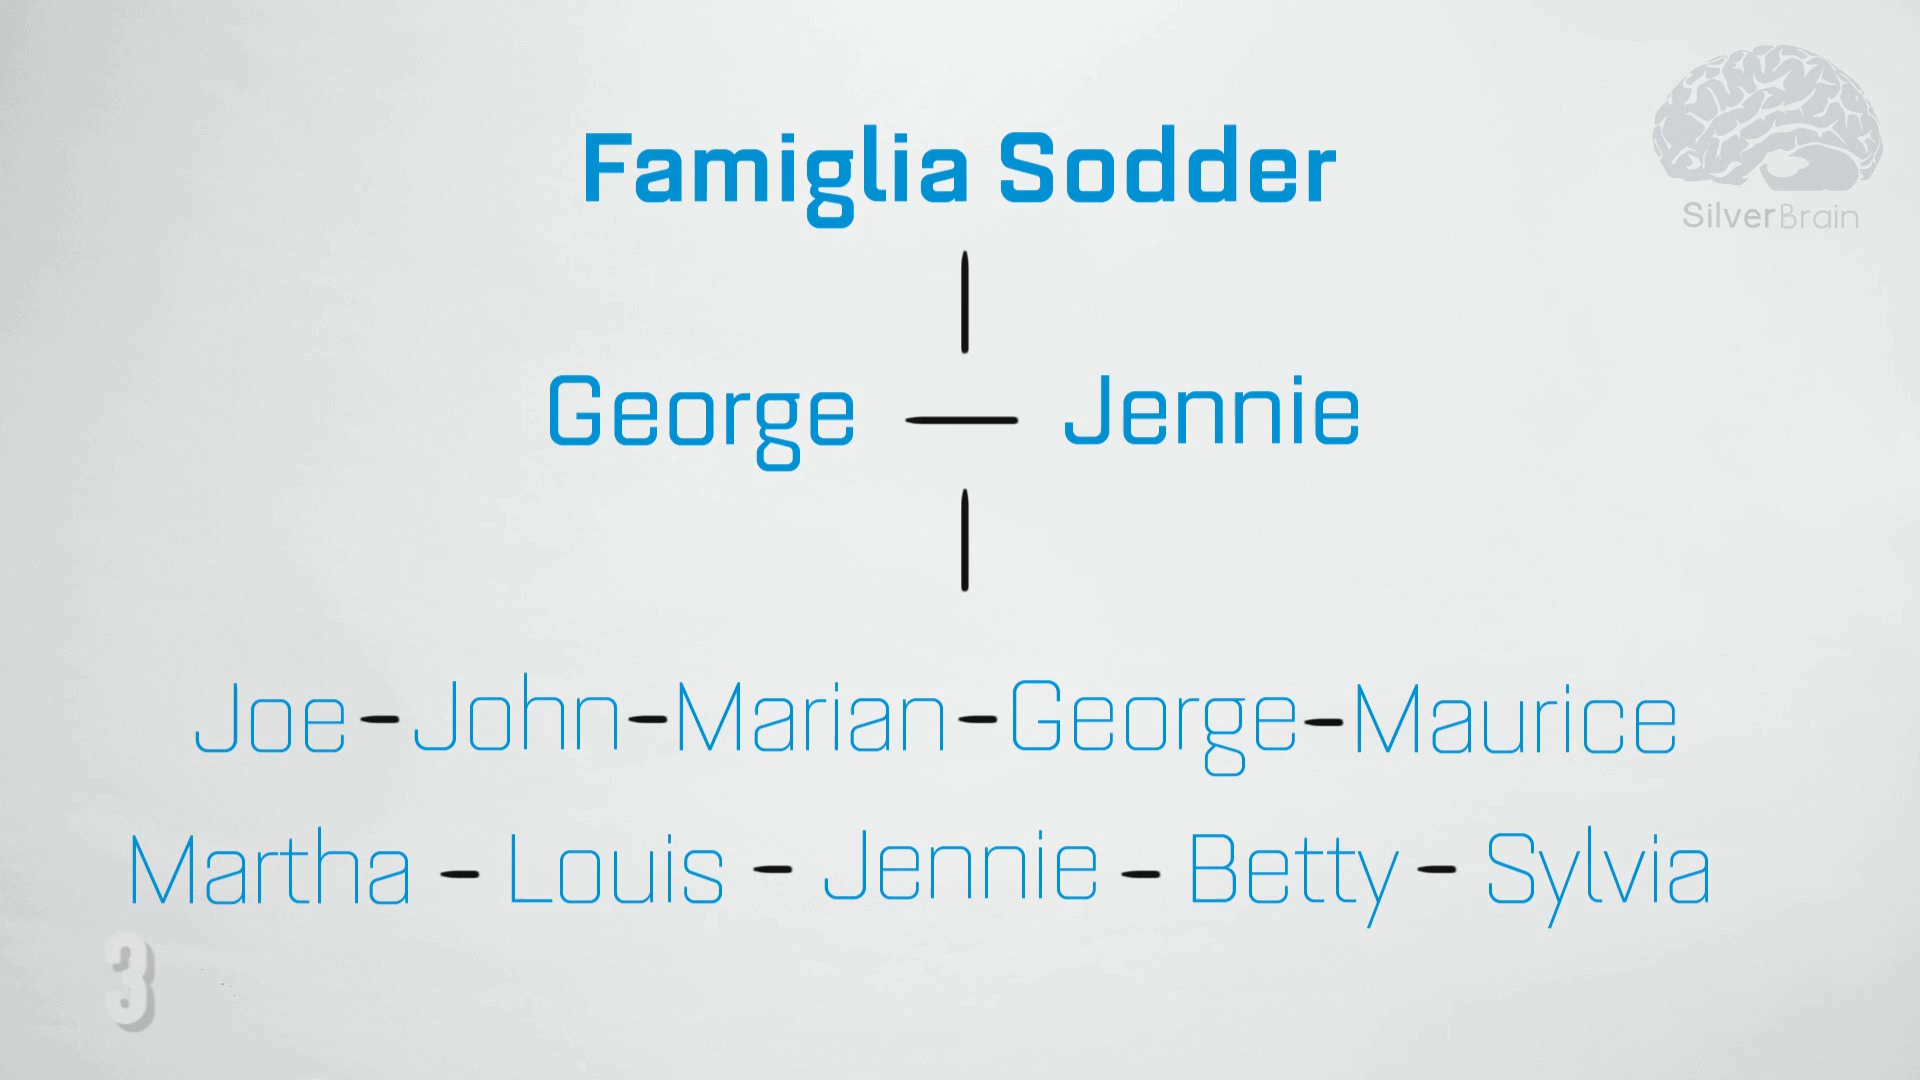 Famiglia Sodder
SilverBrain
George — Jennie
Joe - John - Marian - George - Maurice
Martha - Louis - Jennie - Betty - Sylvia
3